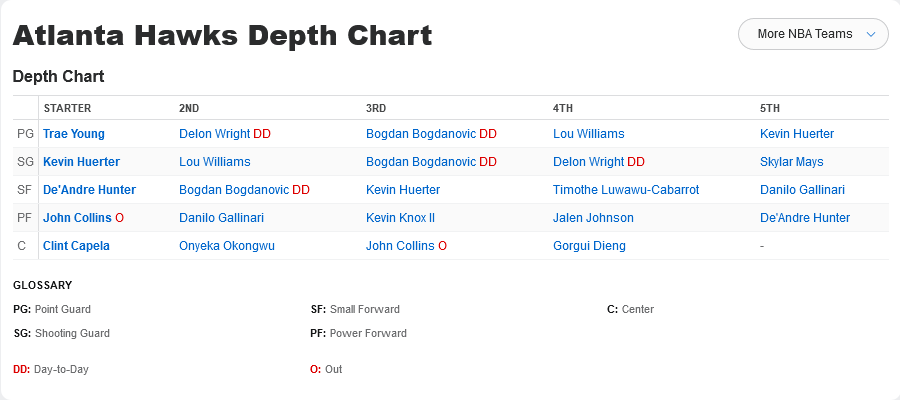 Atlanta Hawks Depth Chart
More NBA Teams
Depth Chart
STARTER 2ND 3RD 4TH 5TH
PG Trae Young Delon Wright DD Bogdan Bogdanovic DD Lou Williams Kevin Huerter
SG Kevin Huerter Lou Williams Bogdan Bogdanovic DD Delon Wright DD Skylar Mays
SF De'Andre Hunter Bogdan Bogdanovic DD Kevin Huerter Timothe Luwawu-Cabarrot Danilo Gallinari
PF John Collins O Danilo Gallinari Kevin Knox II Jalen Johnson De'Andre Hunter
C Clint Capela Onyeka Okongwu John Collins O Gorgui Dieng -
GLOSSARY
PG: Point Guard SF: Small Forward C: Center
SG: Shooting Guard PF: Power Forward
DD: Day-to-Day O: Out